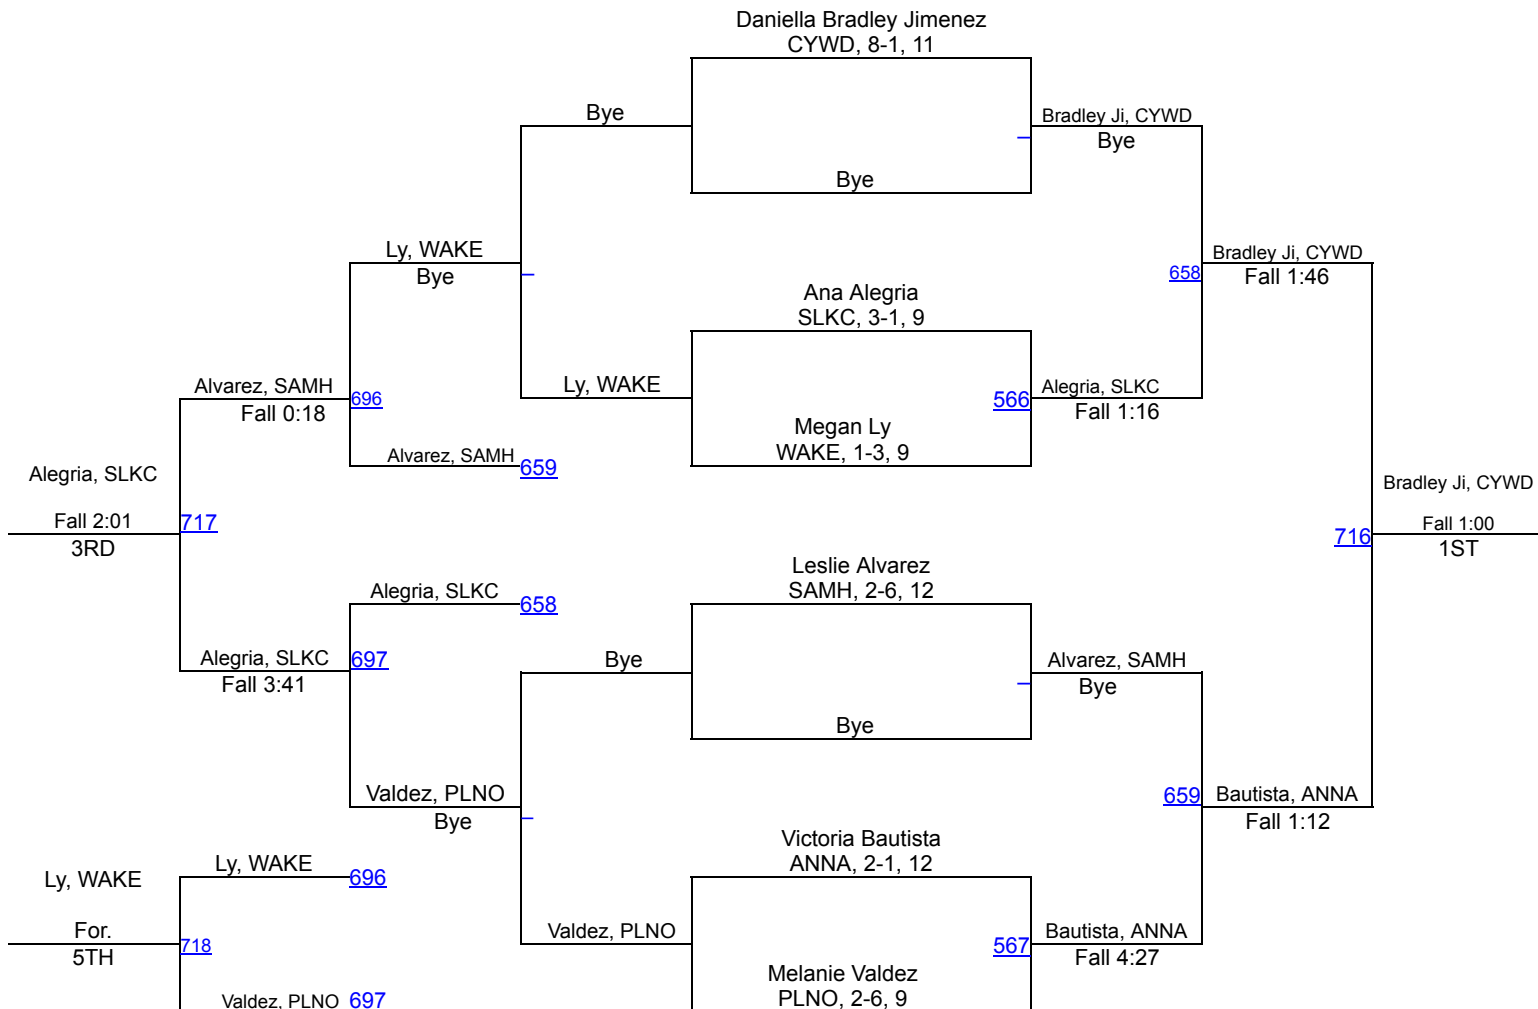 Daniella Bradley Jimenez
CYWD, 8-1, 11
Bye
Bradley Ji, CYWD
Bye
Bye
Ly, WAKE
Bye
Bradley Ji, CYWD
658
Fall 1:46
Ana Alegria
SLKC, 3-1, 9
Alvarez, SAMH
696
Fall 0:18
Ly, WAKE
566
Alegria, SLKC
Fall 1:16
Megan Ly
WAKE, 1-3, 9
Alvarez, SAMH
659
Alegria, SLKC
Fall 2:01
717
3RD
Bradley Ji, CYWD
716
Fall 1:00
1ST
Leslie Alvarez
SAMH, 2-6, 12
Alegria, SLKC
658
Alegria, SLKC
697
Fall 3:41
Bye
Alvarez, SAMH
Bye
Bye
Valdez, PLNO
Bye
659
Bautista, ANNA
Fall 1:12
Victoria Bautista
ANNA, 2-1, 12
Ly, WAKE
Ly, WAKE
696
For.
718
5TH
Valdez, PLNO
567
Bautista, ANNA
Fall 4:27
Melanie Valdez
PLNO, 2-6, 9
Valdez, PLNO
697